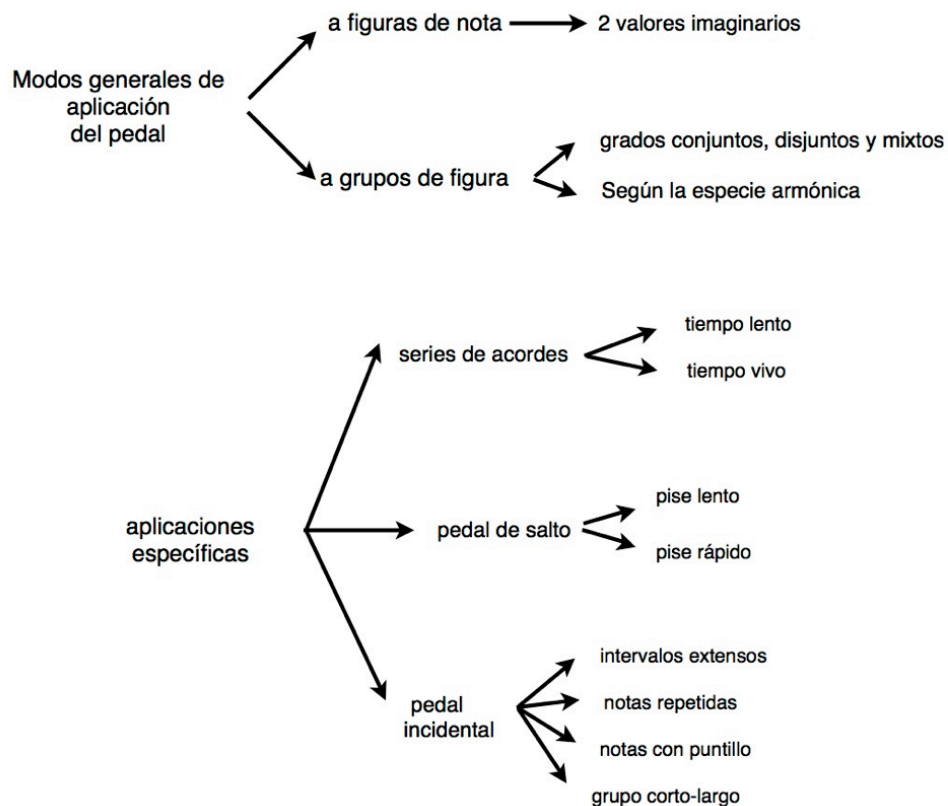 a figuras de nota
2 valores imaginarios
Modos generales de
aplicación
del pedal
a grupos de figura
grados conjuntos, disjuntos y mixtos
Según la especie armónica
series de acordes
tiempo lento
tiempo vivo
aplicaciones
específicas
pedal de salto
pise lento
pise rápido
pedal
incidental
intervalos extensos
notas repetidas
notas con puntillo
grupo corto-largo